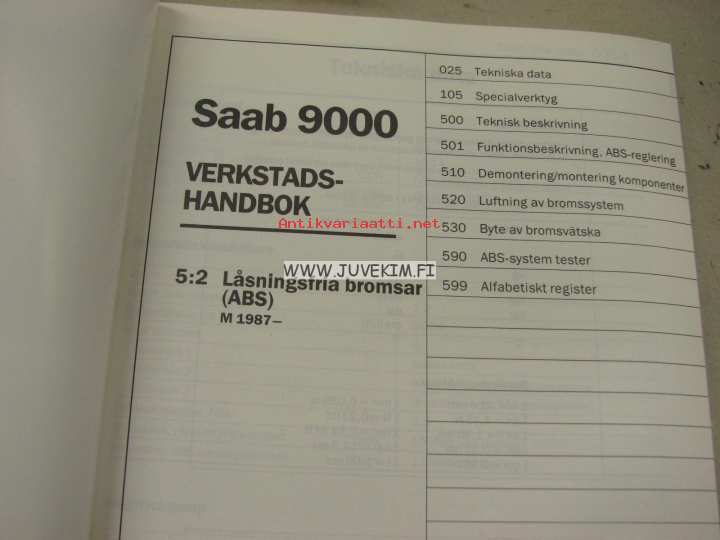 Saab 9000
VERKSTADS-
HANDBOK
Antikvariaatti.net
WWW.JUVEKIM.FI
5:2 Låsningsfria bromsar
(ABS)
M 1987–
025 Tekniska data
105 Specialverktyg
500 Teknisk beskrivning
501 Funktionsbeskrivning, ABS-reglering
510 Demontering/montering komponenter
520 Luftning av bromssystem
530 Byte av bromsvätska
590 ABS-system tester
599 Alfabetiskt register